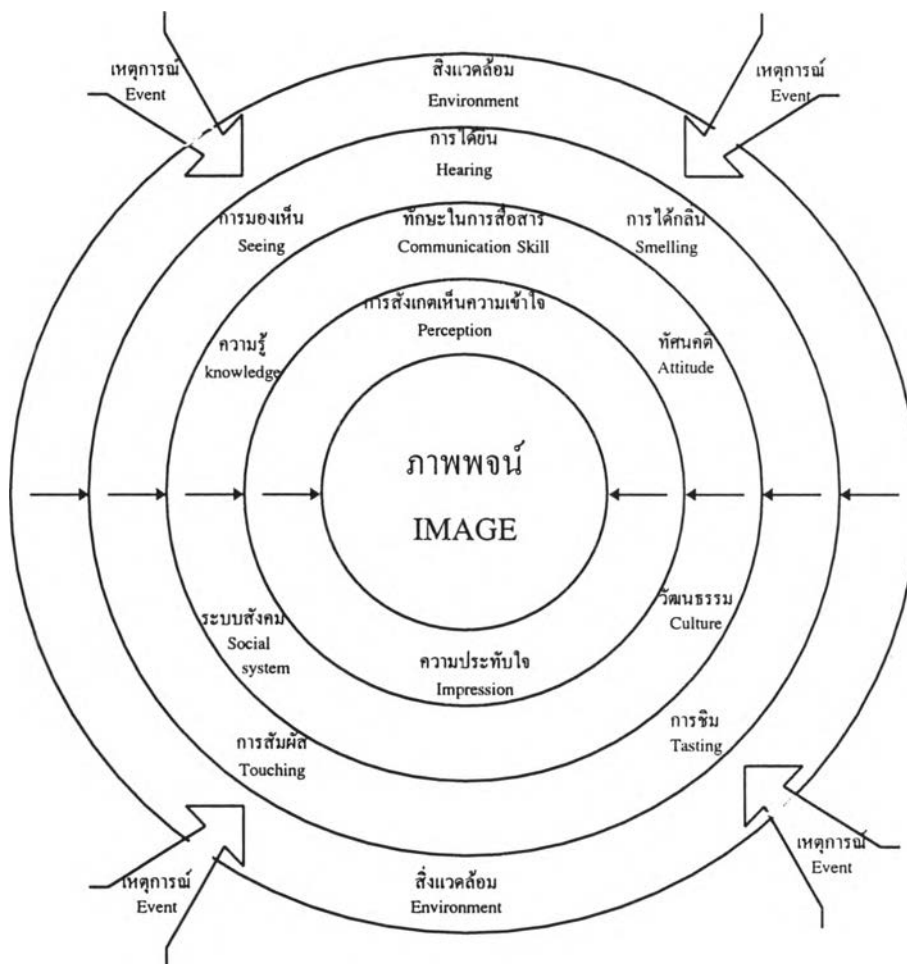 เหตุการณ์
Event
สิ่งแวดล้อม
Environment
เหตุการณ์
Event
การได้ยิน
Hearing
การมองเห็น
Seeing
ทักษะในการสื่อสาร
Communication Skill
การได้กลิ่น
Smelling
การสังเกตเห็นความเข้าใจ
Perception
ความรู้
knowledge
ทัศนคติ
Attitude
ภาพพจน์
IMAGE
ระบบสังคม
Social
system
วัฒนธรรม
Culture
ความประทับใจ
Impression
การสัมผัส
Touching
การชิม
Tasting
เหตุการณ์
Event
สิ่งแวดล้อม
Environment
เหตุการณ์
Event